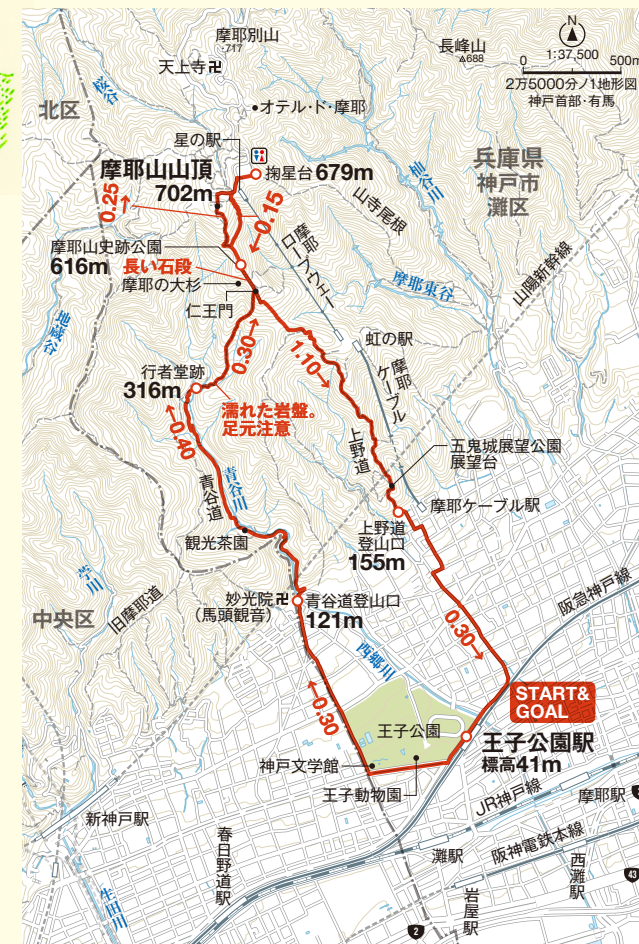 摩耶別山
・717
長峰山
△688
天上寺卍
N
0 1:37,500 500m
2万5000分ノ1地形図
神戸首部・有馬
桜谷
北区
オテル・ド・摩耶
星の駅
掬星台 679m
摩耶山山頂
702m
兵庫県
神戸市
灘区
杣谷川
山寺尾根
0.25→
←0.15
摩耶山史跡公園
616m
長い石段
摩耶の大杉
仁王門
摩耶ロープウェー
摩耶東谷
山陽新幹線
地蔵谷
虹の駅
摩耶ケーブル
0.30→
1.10→
行者堂跡
316m
濡れた岩盤。
足元注意
←0.40
上野道
五鬼城展望公園
展望台
青谷道
青谷川
摩耶ケーブル駅
上野道
登山口
155m
観光茶園
苧川
旧摩耶道
中央区
妙光院卍
(馬頭観音)
青谷道登山口
121m
阪急神戸線
西郷川
0.30→
←0.30
START&
GOAL
王子公園
王子公園駅
標高41m
神戸文学館
王子動物園
JR神戸線
摩耶駅
新神戸駅
春日野道駅
灘駅
阪神電鉄本線
西灘駅
岩屋駅
生田川
43
2